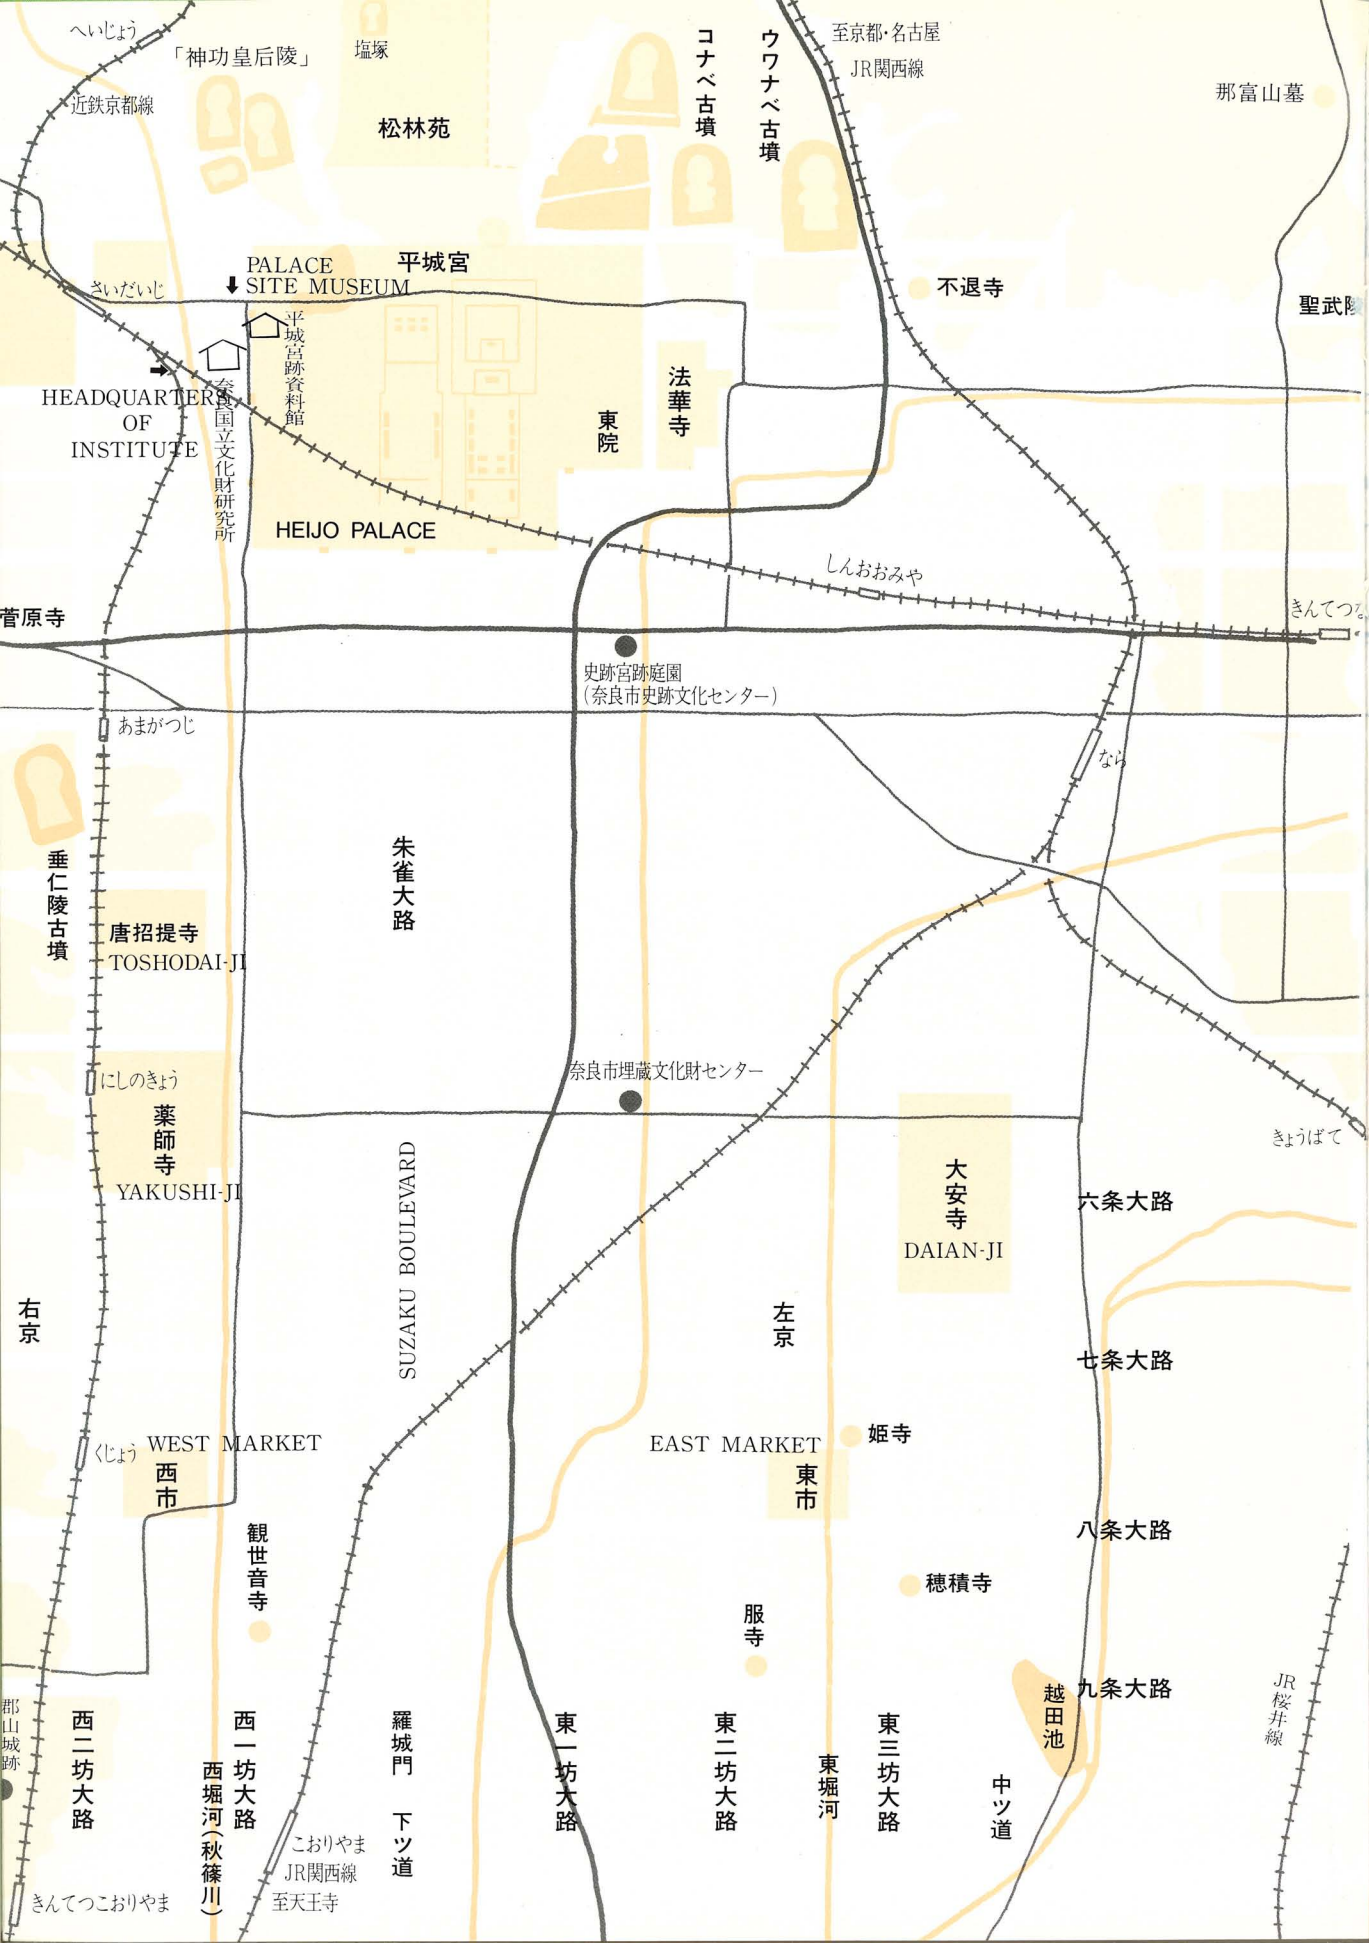 へいじょう
「神功皇后陵」
塩塚
近鉄京都線
松林苑
コナベ古墳
ウワナベ古墳
至京都・名古屋
JR関西線
那富山墓
PALACE
SITE MUSEUM
平城宮
さいだいじ
不退寺
聖武陵
平城宮跡資料館
HEADQUARTERS
OF
INSTITUTE
奈良国立文化財研究所
東院
法華寺
HEIJO PALACE
しんおおみや
きんてつな
菅原寺
史跡宮跡庭園
(奈良市史跡文化センター)
あまがつじ
なら
垂仁陵古墳
朱雀大路
唐招提寺
TOSHODAI-JI
にしのきょう
奈良市埋蔵文化財センター
薬師寺
YAKUSHI-JI
SUZAKU BOULEVARD
きょうばて
大安寺
DAIAN-JI
六条大路
右京
左京
七条大路
くじょう
WEST MARKET
西市
EAST MARKET
東市
姫寺
観世音寺
八条大路
穂積寺
服寺
九条大路
越田池
JR桜井線
郡山城跡
西二坊大路
西一坊大路
西堀河(秋篠川)
羅城門 下ツ道
東一坊大路
東二坊大路
東堀河
東三坊大路
中ツ道
こおりやま
JR関西線
至天王寺
きんてつこおりやま